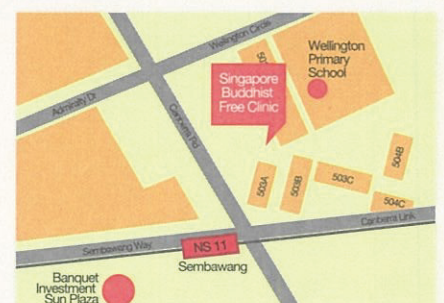 Wellington Circle
Wellington
Primary
School
Singapore
Buddhist
Free Clinic
Admiralty Dr
Canberra Rd
503A
503B
503C
504B
504C
Canberra Link
Sembawang Way
NS 11
Sembawang
Banquet
Investment
Sun Plaza